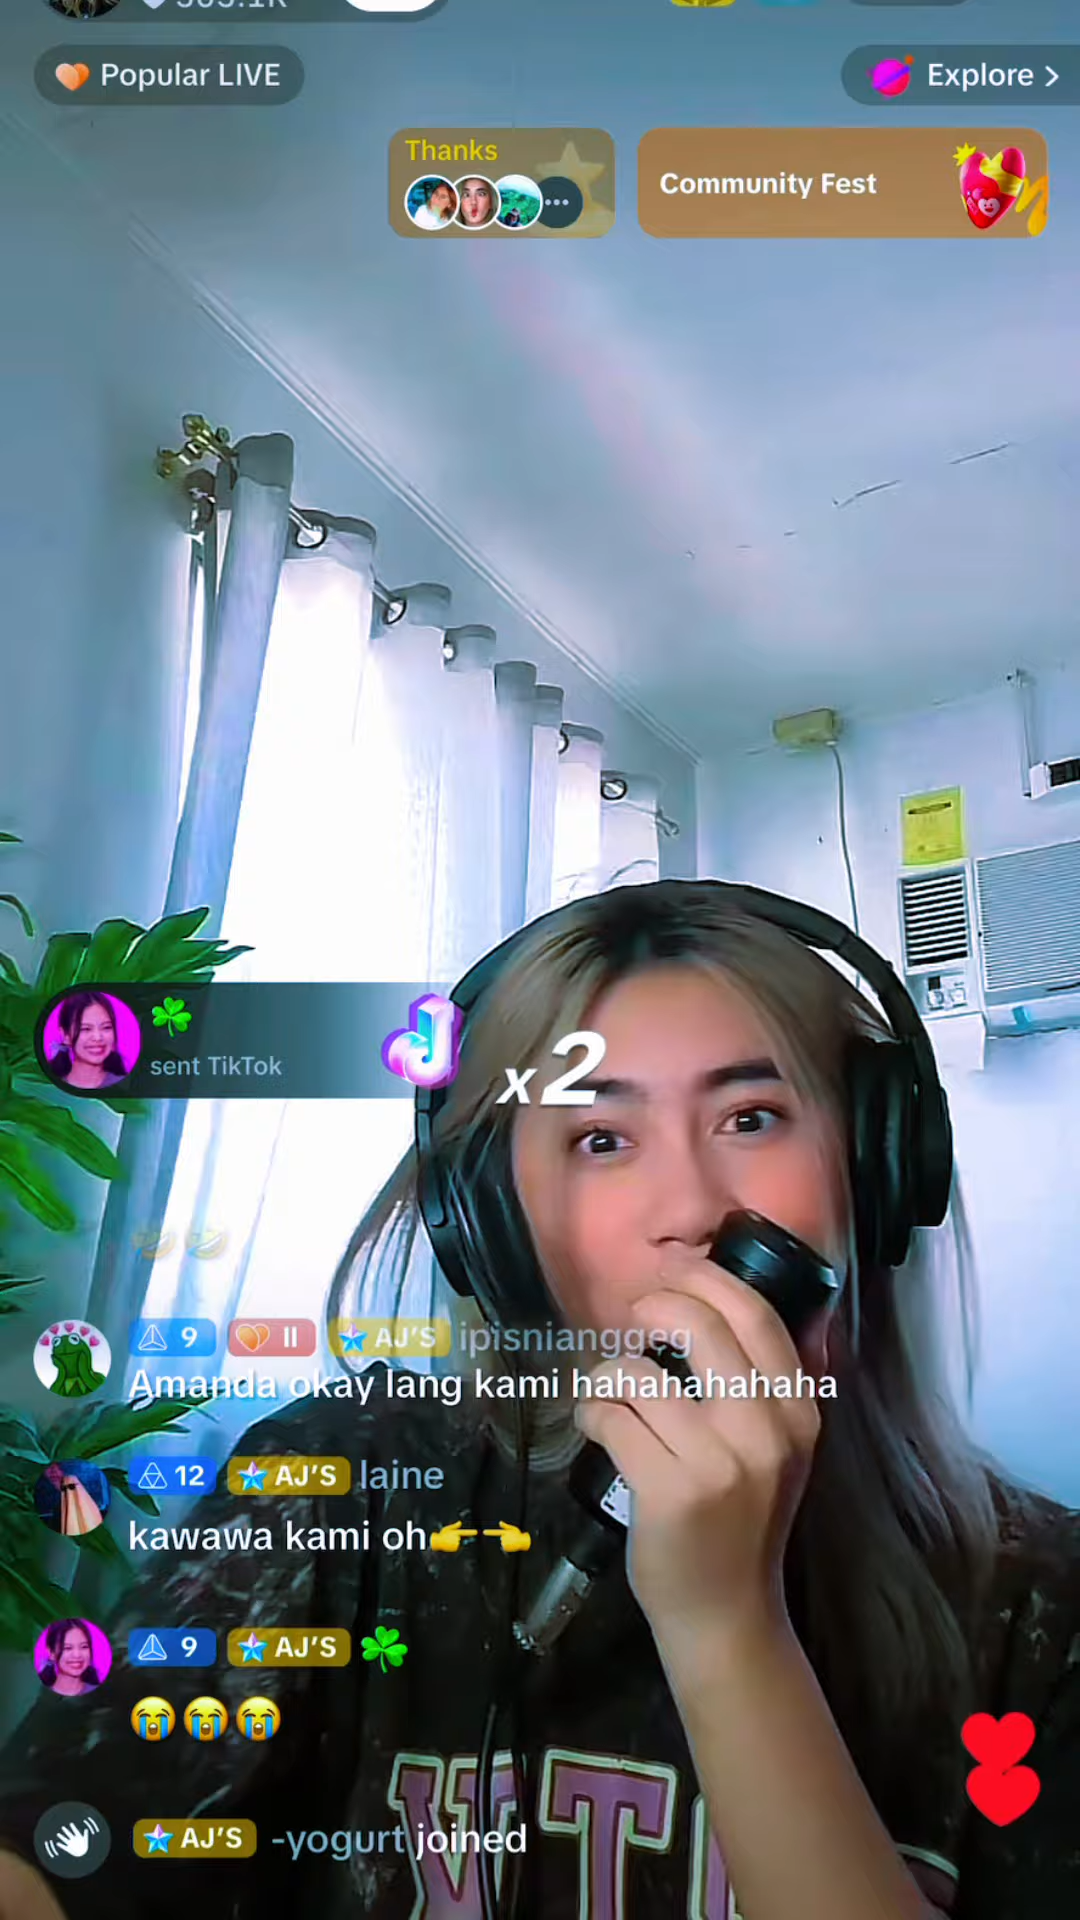 Popular LIVE
Explore >
Thanks
Community Fest
sent TikTok
x2
9 II AJ'S ipisnianggeg
Amanda okay lang kami hahahahahaha
12 AJ'S laine
kawawa kami oh👉👈
9 AJ'S ☘️
😭😭😭
AJ'S -yogurt joined